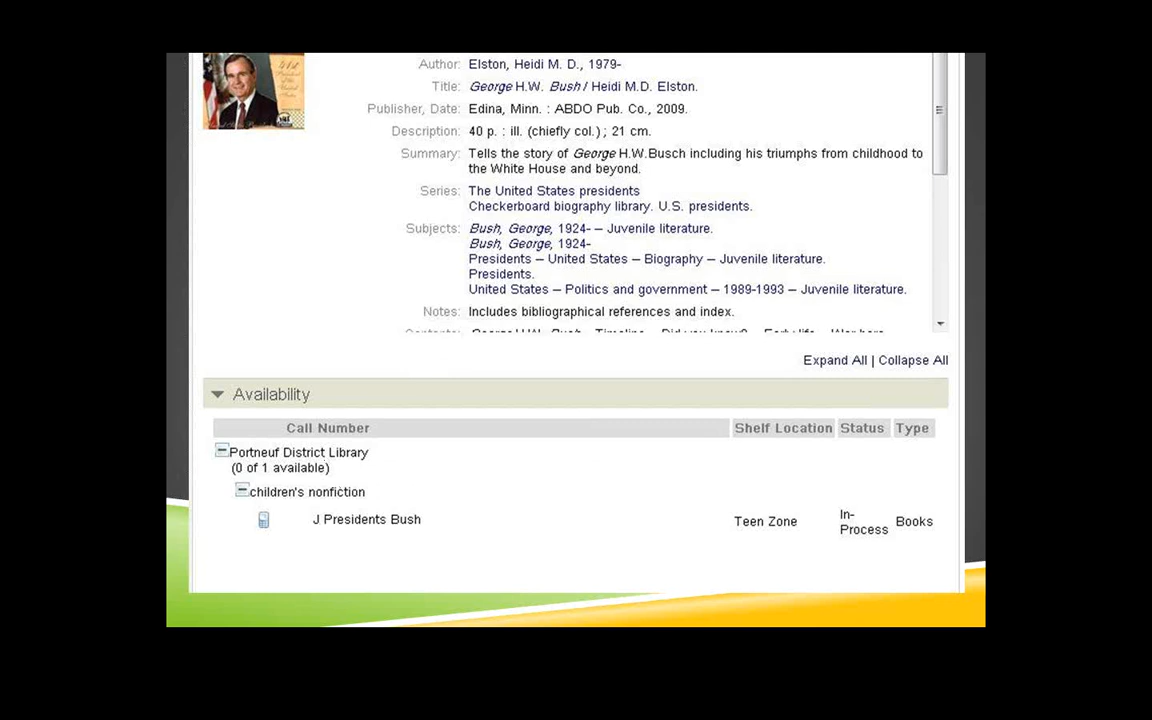 Author: Elston, Heidi M. D., 1979-
Title: George H.W. Bush / Heidi M.D. Elston.
Publisher, Date: Edina, Minn. : ABDO Pub. Co., 2009.
Description: 40 p. : ill. (chiefly col.) ; 21 cm.
Summary: Tells the story of George H.W.Busch including his triumphs from childhood to
the White House and beyond.
Series: The United States presidents
Checkerboard biography library. U.S. presidents.
Subjects: Bush, George, 1924- -- Juvenile literature.
Bush, George, 1924-
Presidents -- United States -- Biography -- Juvenile literature.
Presidents.
United States -- Politics and government -- 1989-1993 -- Juvenile literature.
Notes: Includes bibliographical references and index.
Expand All | Collapse All
Availability
Call Number Shelf Location Status Type
Portneuf District Library
(0 of 1 available)
children's nonfiction
J Presidents Bush Teen Zone In-
Process Books